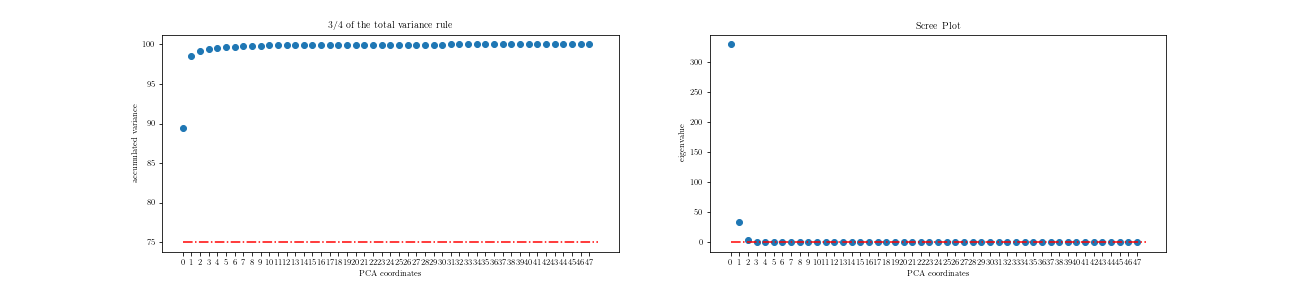 3/4 of the total variance rule
accumulated variance
100
95
90
85
80
75
0 1 2 3 4 5 6 7 8 9 10 11 12 13 14 15 16 17 18 19 20 21 22 23 24 25 26 27 28 29 30 31 32 33 34 35 36 37 38 39 40 41 42 43 44 45 46 47
PCA coordinates
Scree Plot
eigenvalue
300
250
200
150
100
50
0
0 1 2 3 4 5 6 7 8 9 10 11 12 13 14 15 16 17 18 19 20 21 22 23 24 25 26 27 28 29 30 31 32 33 34 35 36 37 38 39 40 41 42 43 44 45 46 47
PCA coordinates